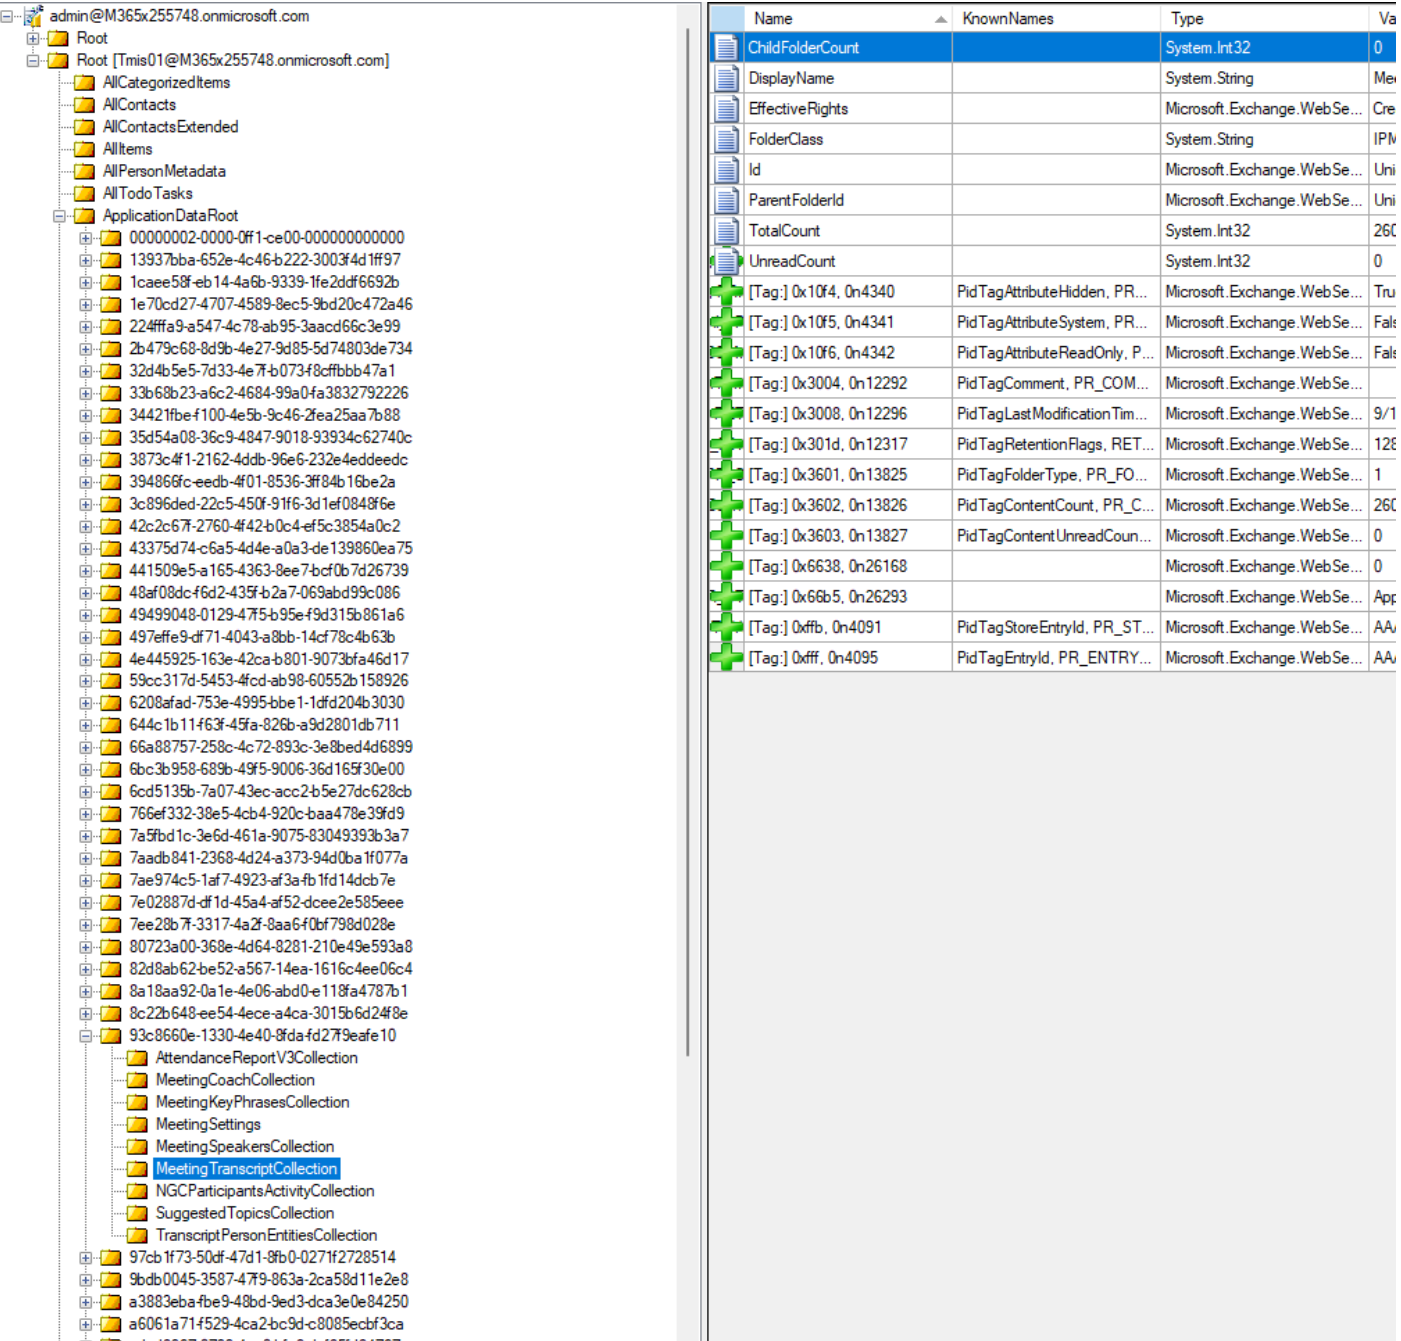 admin@M365x255748.onmicrosoft.com
Root
Root [Tmis01@M365x255748.onmicrosoft.com]
AllCategorizedItems
AllContacts
AllContactsExtended
AllItems
AllPersonMetadata
AllTodoTasks
ApplicationDataRoot
00000002-0000-0ff1-ce00-000000000000
13937bba-652e-4c46-b222-3003f4d1ff97
1caee58f-eb14-4a6b-9339-1fe2ddf6692b
1e70cd27-4707-4589-8ec5-9bd20c472a46
224fffa9-a547-4c78-ab95-3aacd66c3e99
2b479c68-8d9b-4e27-9d85-5d74803de734
32d4b5e5-7d33-4e7f-b073-f8cffbbb47a1
33b68b23-a6c2-4684-99a0-fa3832792226
34421fbe-f100-4e5b-9c46-2fea25aa7b88
35d54a08-36c9-4847-9018-93934c62740c
3873c4f1-2162-4ddb-96e6-232e4eddeedc
394866fc-eedb-4f01-8536-3ff84b16be2a
3c896ded-22c5-450f-91f6-3d1ef0848f6e
42c2c67f-2760-4f42-b0c4-ef5c3854a0c2
43375d74-c6a5-4d4e-a0a3-de139860ea75
441509e5-a165-4363-8ee7-bcf0b7d26739
48af08dc-f6d2-435f-b2a7-069abd99c086
49499048-0129-47f5-b95e-f9d315b861a6
497effe9-df71-4043-a8bb-14cf78c4b63b
4e445925-163e-42ca-b801-9073bfa46d17
59cc317d-5453-4fcd-ab98-60552b158926
6208afad-753e-4995-bbe1-1dfd204b3030
644c1b11-f63f-45fa-826b-a9d2801db711
66a88757-258c-4c72-893c-3e8bed4d6899
6bc3b958-689b-49f5-9006-36d165f30e00
6cd5135b-7a07-43ec-acc2-b5e27dc628cb
766ef332-38e5-4cb4-920c-baa478e39fd9
7a5fbd1c-3e6d-461a-9075-83049393b3a7
7aadb841-2368-4d24-a373-94d0ba1f077a
7ae974c5-1af7-4923-af3a-fb1fd14dcb7e
7e02887d-df1d-45a4-af52-dcee2e585eee
7ee28b7f-3317-4a2f-8aa6-f0bf798d028e
80723a00-368e-4d64-8281-210e49e593a8
82d8ab62-be52-a567-14ea-1616c4ee06c4
8a18aa92-0a1e-4e06-abd0-e118fa4787b1
8c22b648-ee54-4ece-a4ca-3015b6d24f8e
93c8660e-1330-4e40-8fda-fd27f9eafe10
AttendanceReportV3Collection
MeetingCoachCollection
MeetingKeyPhrasesCollection
MeetingSettings
MeetingSpeakersCollection
MeetingTranscriptCollection
NGCParticipantsActivityCollection
SuggestedTopicsCollection
TranscriptPersonEntitiesCollection
97cb1f73-50df-47d1-8fb0-0271f2728514
9bdb0045-3587-47f9-863a-2ca58d11e2e8
a3883eba-fbe9-48bd-9ed3-dca3e0e84250
a6061a71-f529-4ca2-bc9d-c8085ecbf3ca
Name KnownNames Type Va
ChildFolderCount System.Int32 0
DisplayName System.String Mee
EffectiveRights Microsoft.Exchange.WebSe... Cre
FolderClass System.String IPM
Id Microsoft.Exchange.WebSe... Uni
ParentFolderId Microsoft.Exchange.WebSe... Uni
TotalCount System.Int32 260
UnreadCount System.Int32 0
[Tag:] 0x10f4, 0n4340 PidTagAttributeHidden, PR... Microsoft.Exchange.WebSe... Tru
[Tag:] 0x10f5, 0n4341 PidTagAttributeSystem, PR... Microsoft.Exchange.WebSe... Fals
[Tag:] 0x10f6, 0n4342 PidTagAttributeReadOnly, P... Microsoft.Exchange.WebSe... Fals
[Tag:] 0x3004, 0n12292 PidTagComment, PR_COM... Microsoft.Exchange.WebSe...
[Tag:] 0x3008, 0n12296 PidTagLastModificationTim... Microsoft.Exchange.WebSe... 9/1
[Tag:] 0x301d, 0n12317 PidTagRetentionFlags, RET... Microsoft.Exchange.WebSe... 128
[Tag:] 0x3601, 0n13825 PidTagFolderType, PR_FO... Microsoft.Exchange.WebSe... 1
[Tag:] 0x3602, 0n13826 PidTagContentCount, PR_C... Microsoft.Exchange.WebSe... 260
[Tag:] 0x3603, 0n13827 PidTagContentUnreadCoun... Microsoft.Exchange.WebSe... 0
[Tag:] 0x6638, 0n26168 Microsoft.Exchange.WebSe... 0
[Tag:] 0x66b5, 0n26293 Microsoft.Exchange.WebSe... App
[Tag:] 0xffb, 0n4091 PidTagStoreEntryId, PR_ST... Microsoft.Exchange.WebSe... AAA
[Tag:] 0xfff, 0n4095 PidTagEntryId, PR_ENTRY... Microsoft.Exchange.WebSe... AAA